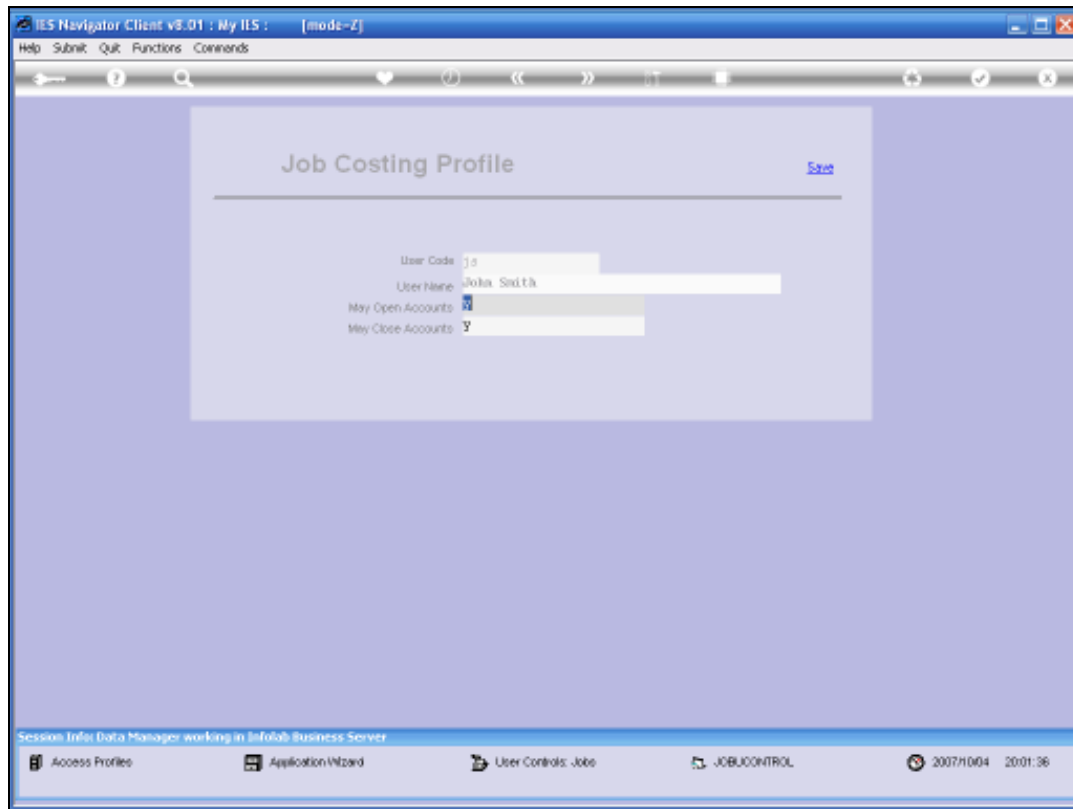 IES Navigator Client v8.01 : My IES : [mode=Z]
Help Submit Quit Functions Commands
Job Costing Profile
Save
User Code js
User Name John Smith
May Open Accounts
May Close Accounts y
Session Info: Data Manager working in Infolab Business Server
Access Profiles Application Wizard User Controls: Jobs JOBUCONTROL 2007/10/04 20:01:36